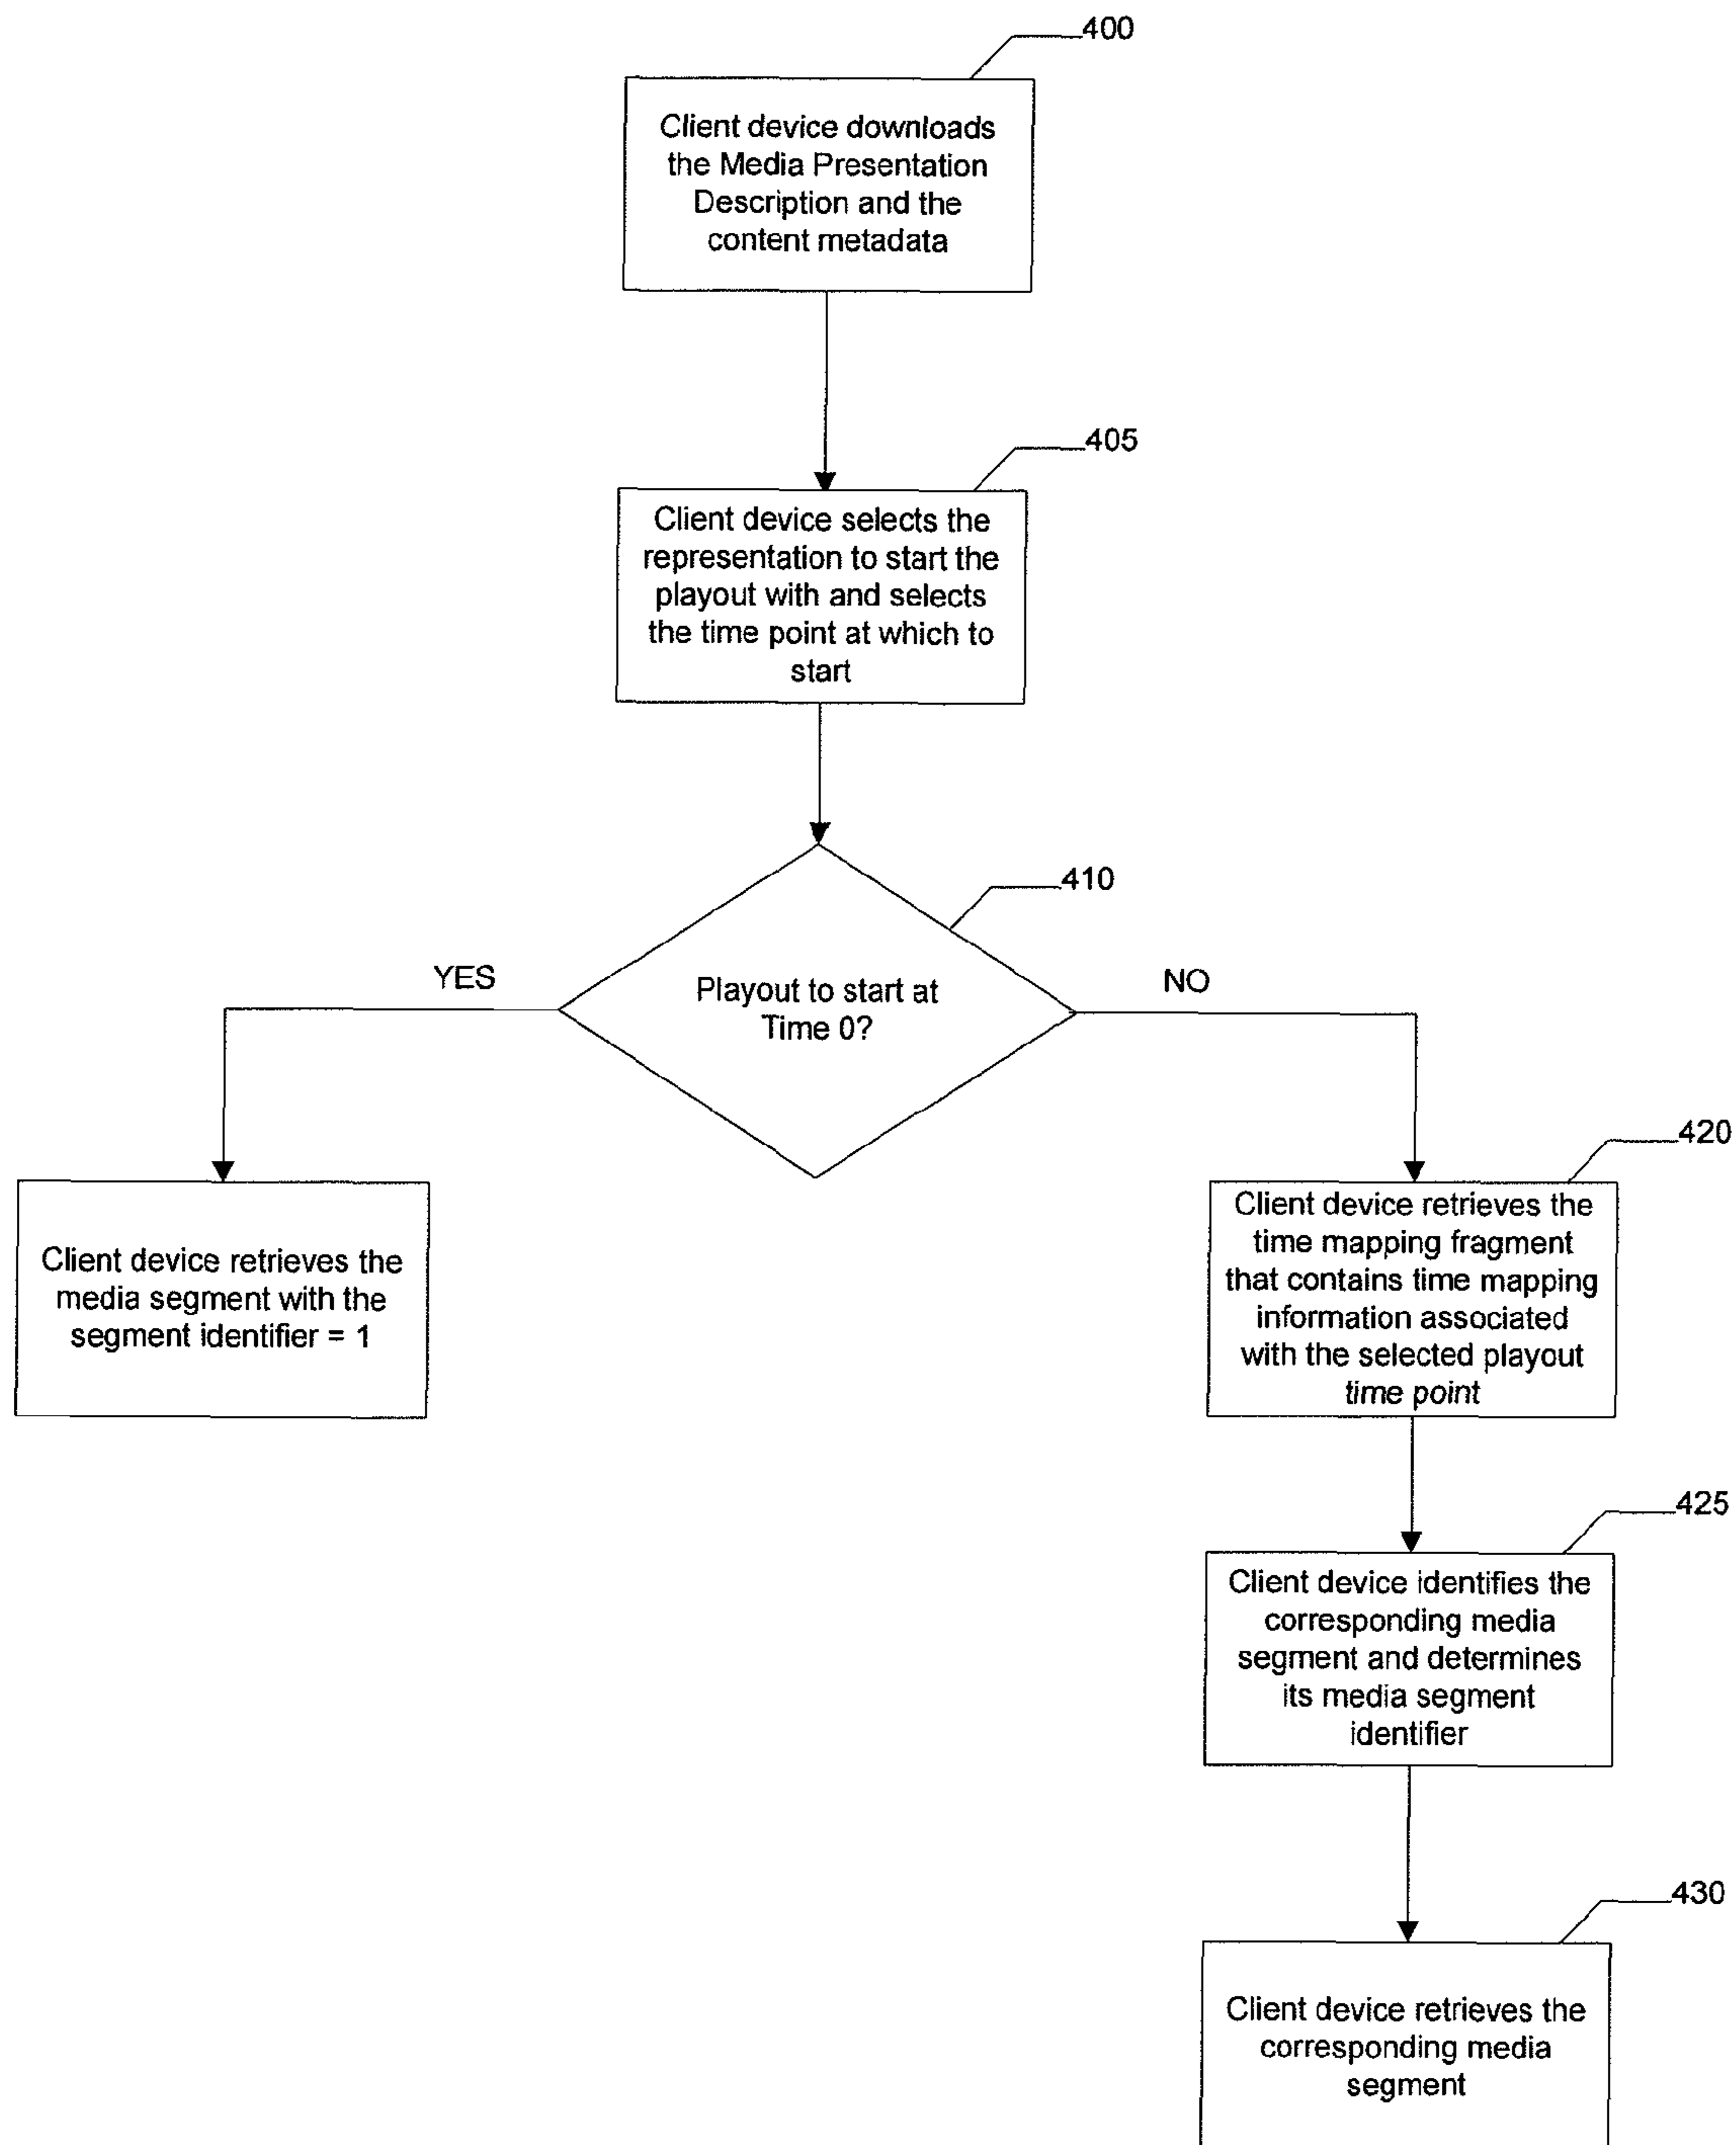 400
Client device downloads
the Media Presentation
Description and the
content metadata
405
Client device selects the
representation to start the
playout with and selects
the time point at which to
start
410
YES
Playout to start at
Time 0?
NO
Client device retrieves the
media segment with the
segment identifier = 1
420
Client device retrieves the
time mapping fragment
that contains time mapping
information associated
with the selected playout
time point
425
Client device identifies the
corresponding media
segment and determines
its media segment
identifier
430
Client device retrieves the
corresponding media
segment